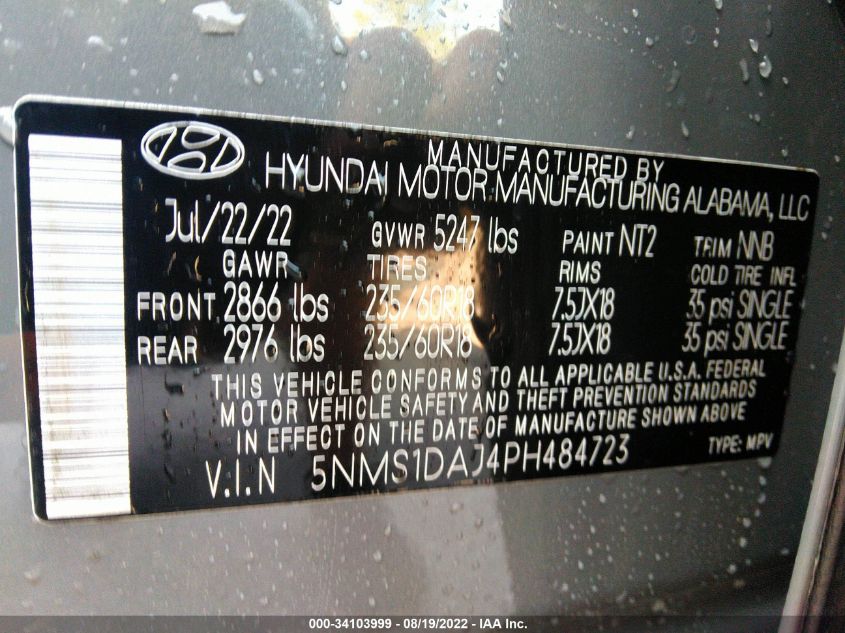 MANUFACTURED BY
HYUNDAI MOTOR MANUFACTURING ALABAMA, LLC
Jul/22/22 GVWR 5247 lbs PAINT NT2 TRIM NNB
GAWR TIRES RIMS COLD TIRE INFL
FRONT 2866 lbs 235/60R18 7.5JX18 35 psi SINGLE
REAR 2976 lbs 235/60R18 7.5JX18 35 psi SINGLE
THIS VEHICLE CONFORMS TO ALL APPLICABLE U.S.A. FEDERAL
MOTOR VEHICLE SAFETY AND THEFT PREVENTION STANDARDS
IN EFFECT ON THE DATE OF MANUFACTURE SHOWN ABOVE
V.I.N 5NMS1DAJ4PH484723 TYPE: MPV
000-34103999 - 08/19/2022 - IAA Inc.